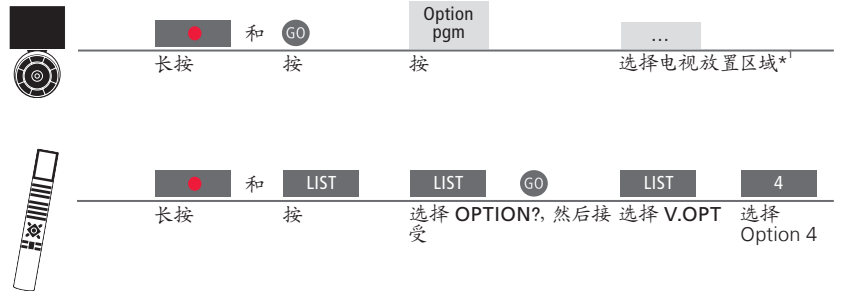 Option
pgm
和 GO
…
长按 按 按 选择电视放置区域*1
和 LIST LIST GO LIST 4
长按 按 选择 OPTION?, 然后接受 选择 V.OPT 选择
Option 4